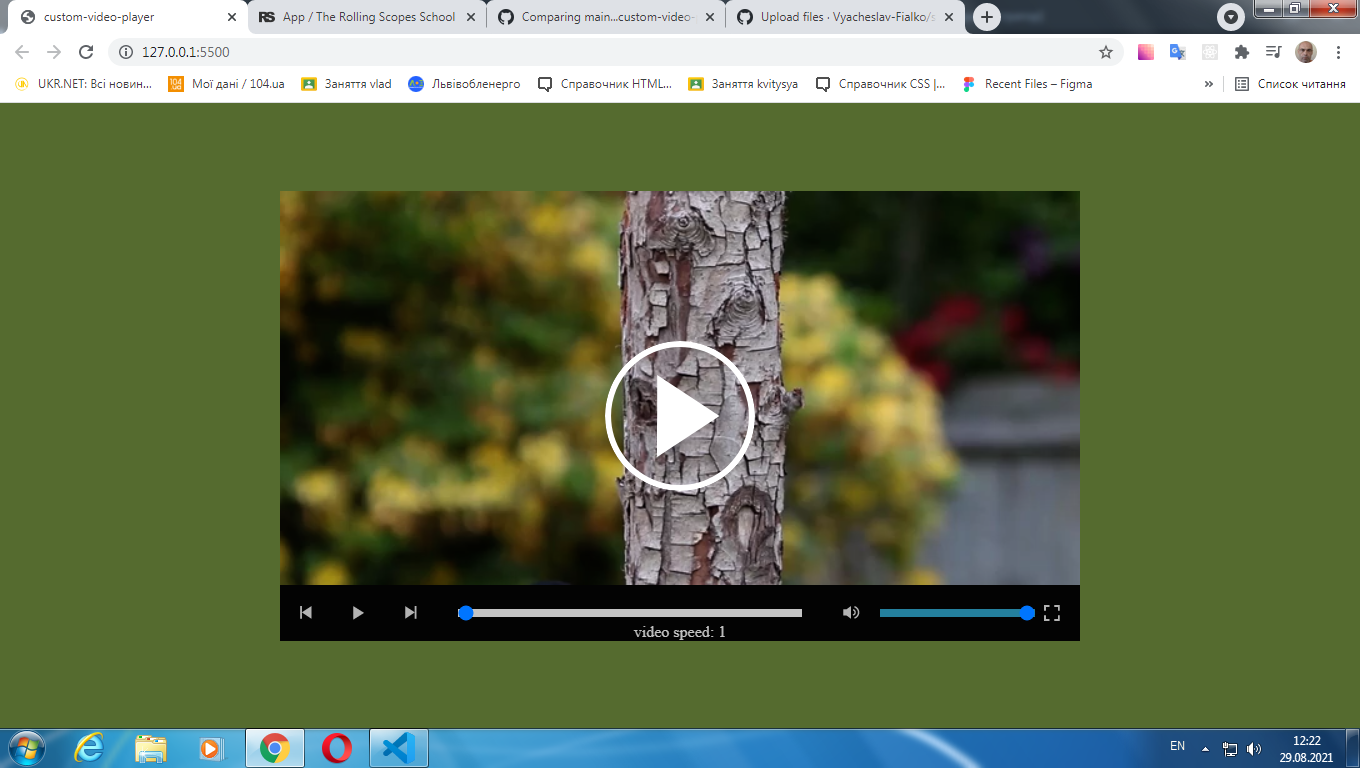 custom-video-player
RS App / The Rolling Scopes School
Comparing main...custom-video-
Upload files · Vyacheslav-Fialko/
127.0.0.1:5500
UKR.NET: Всі новин...
104.ua Мої дані / 104.ua
Заняття vlad
Львівобленерго
Справочник HTML...
Заняття kvitysya
Справочник CSS |...
Recent Files – Figma
»
Список читання
video speed: 1
EN
12:22
29.08.2021